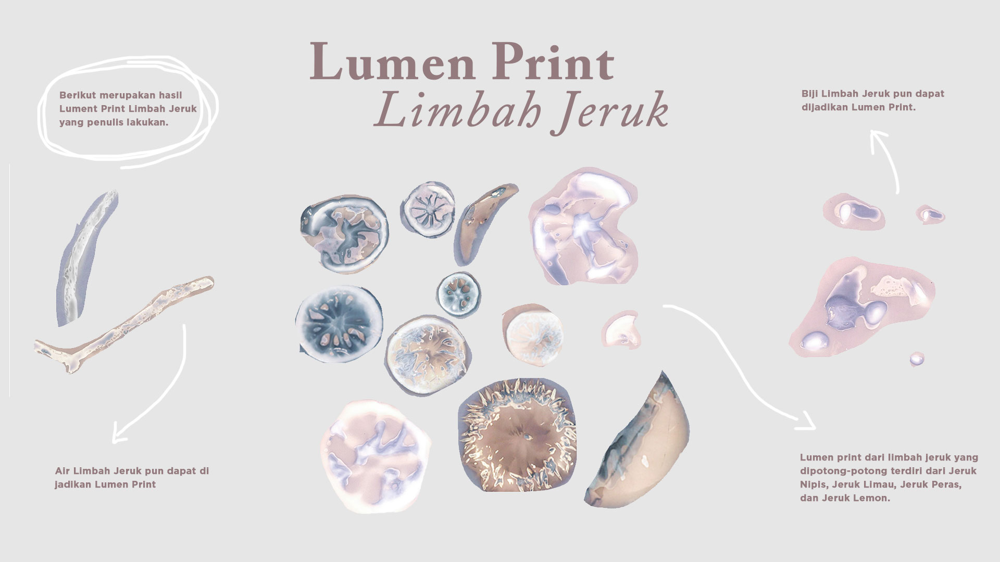 Lumen Print
Limbah Jeruk
Berikut merupakan hasil
Lument Print Limbah Jeruk
yang penulis lakukan.
Biji Limbah Jeruk pun dapat
dijadikan Lumen Print.
Air Limbah Jeruk pun dapat di
jadikan Lumen Print
Lumen print dari limbah jeruk yang
dipotong-potong terdiri dari Jeruk
Nipis, Jeruk Limau, Jeruk Peras,
dan Jeruk Lemon.